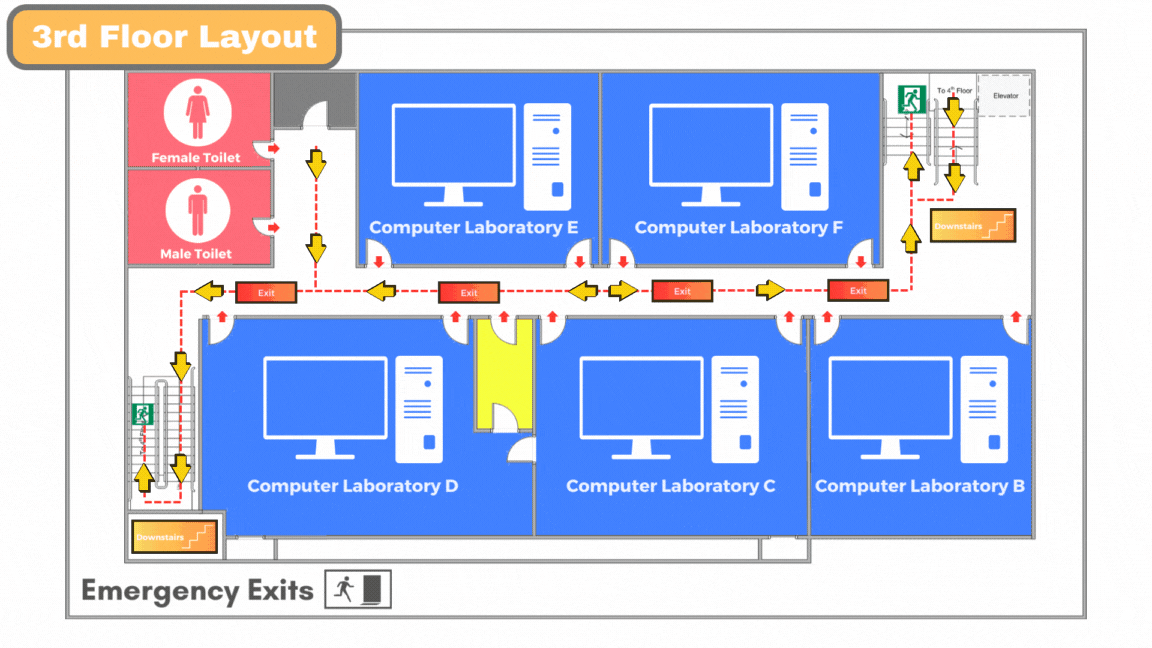 3rd Floor Layout
To 4th Floor
Elevator
Female Toilet
Male Toilet
Computer Laboratory E
Computer Laboratory F
Downstairs
Exit
Exit
Exit
Exit
Computer Laboratory D
Computer Laboratory C
Computer Laboratory B
Downstairs
Emergency Exits